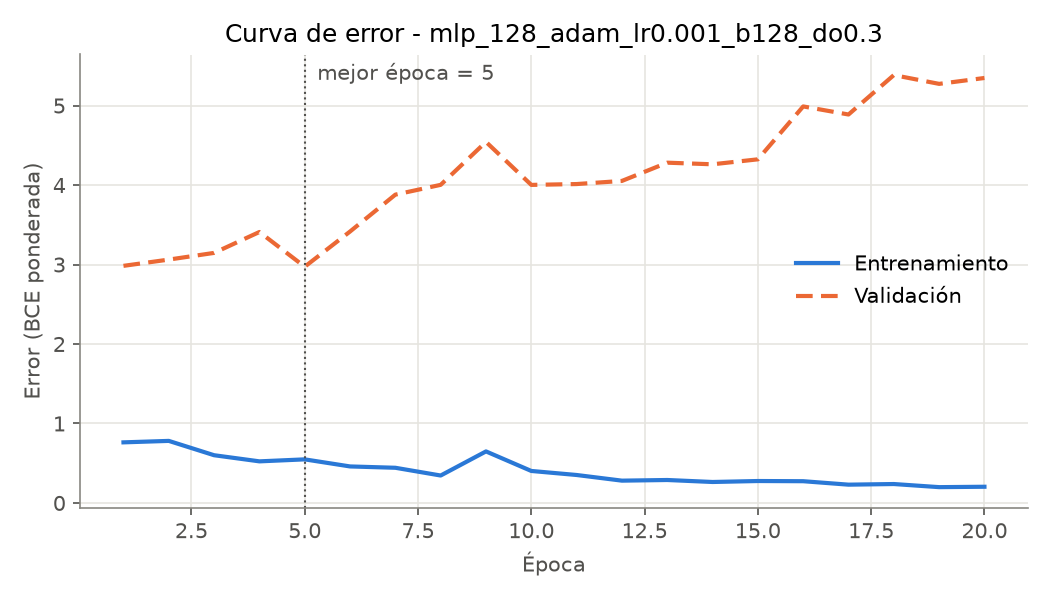 Curva de error - mlp_128_adam_lr0.001_b128_do0.3
mejor época = 5
5
4
3
2
1
0
Error (BCE ponderada)
Entrenamiento
Validación
2.5 5.0 7.5 10.0 12.5 15.0 17.5 20.0
Época